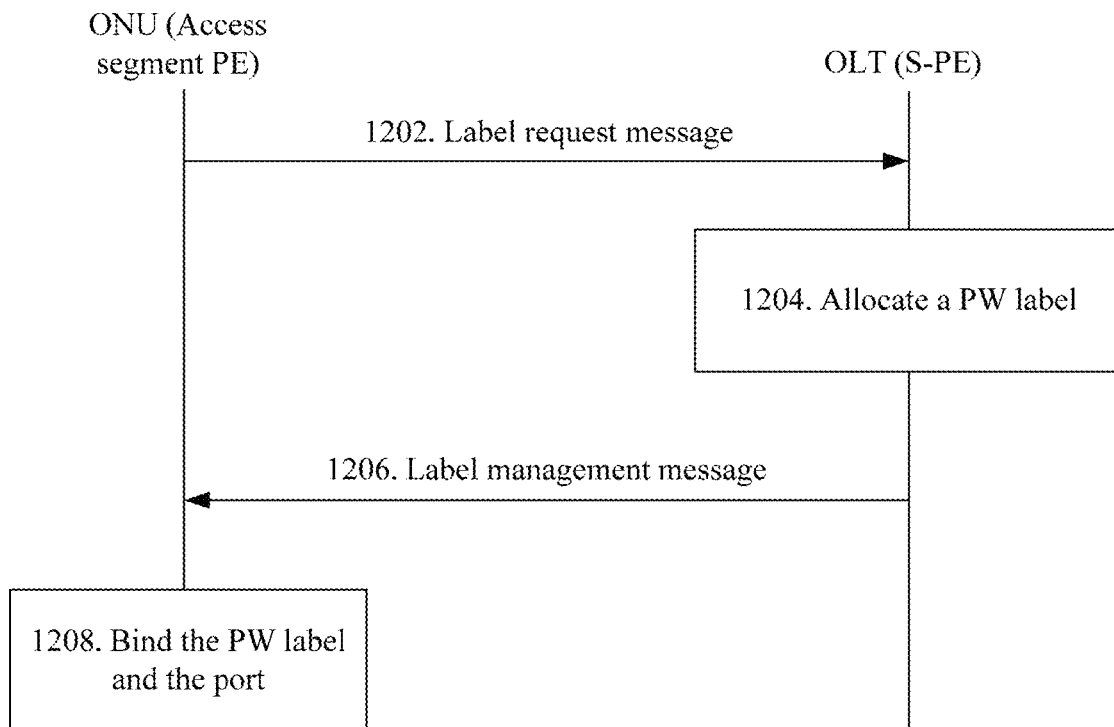 ONU (Access
segment PE)
OLT (S-PE)
1202. Label request message
1204. Allocate a PW label
1206. Label management message
1208. Bind the PW label
and the port